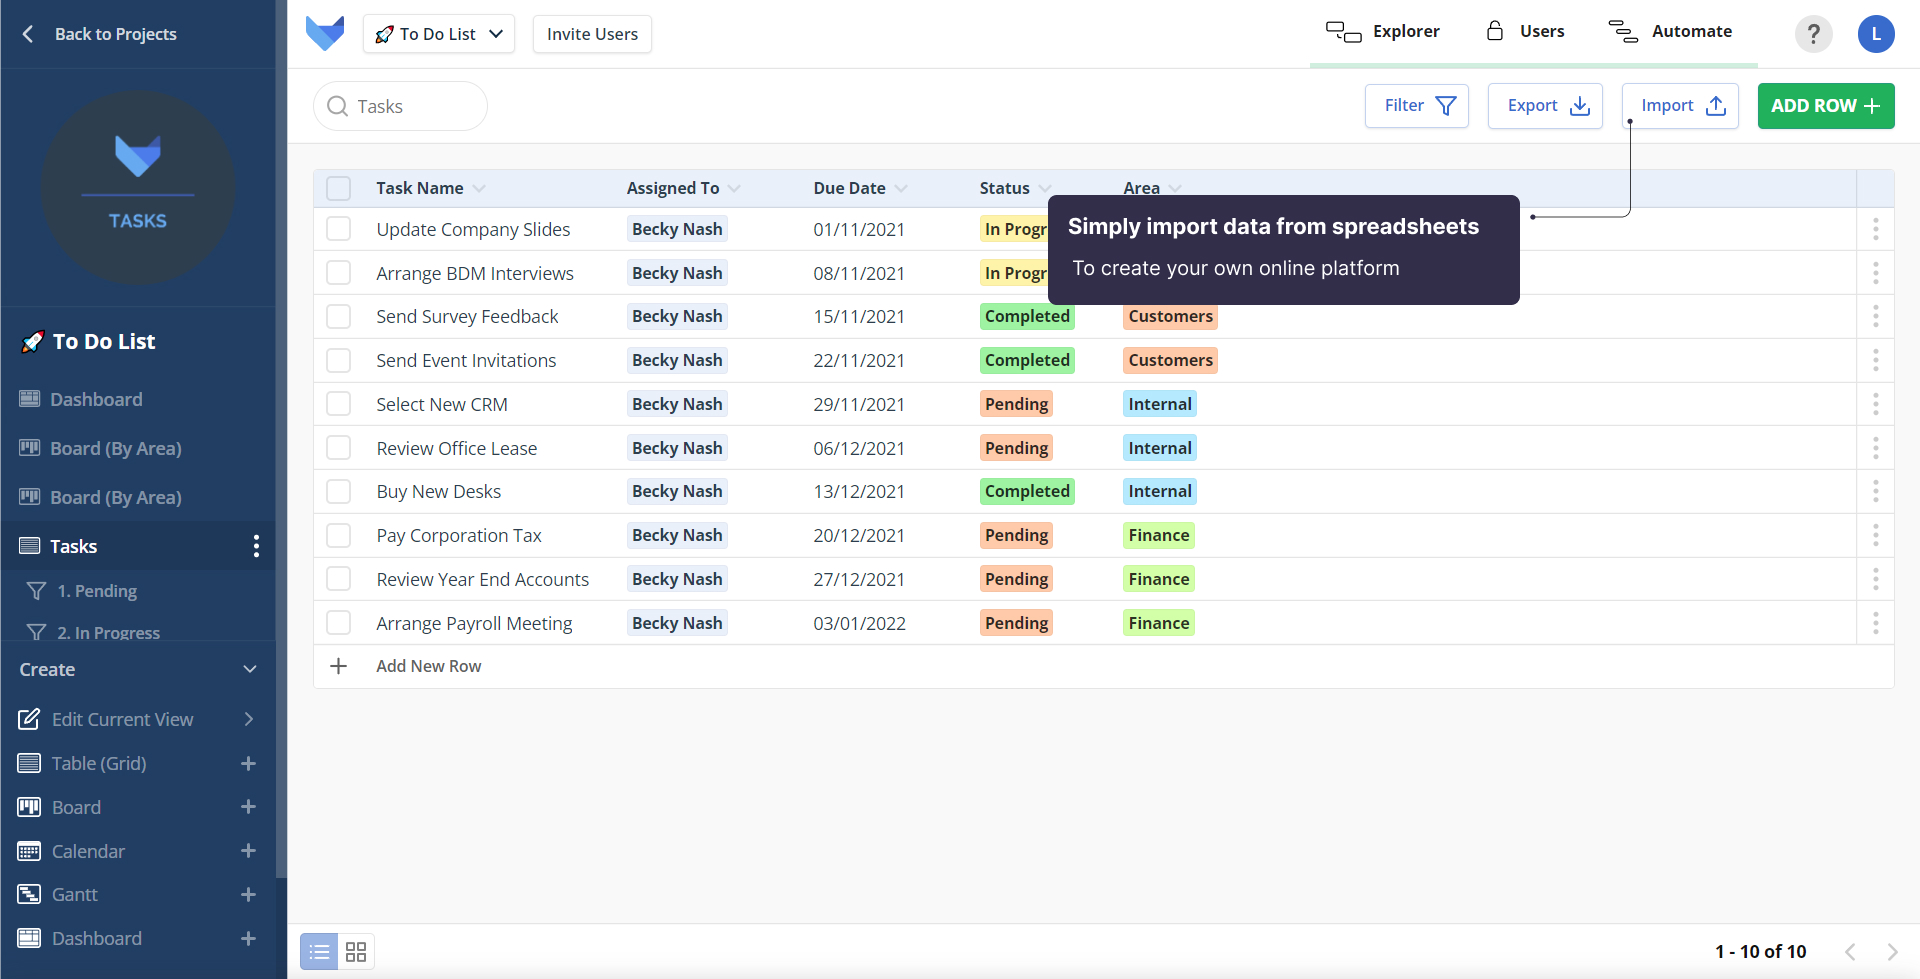 Back to Projects
To Do List
Invite Users
Explorer
Users
Automate
?
L
TASKS
Tasks
Filter
Export
Import
ADD ROW
To Do List
Dashboard
Board (By Area)
Board (By Area)
Tasks
1. Pending
2. In Progress
Create
Edit Current View
Table (Grid)
Board
Calendar
Gantt
Dashboard
Task Name Assigned To Due Date Status Area
Update Company Slides Becky Nash 01/11/2021 In Progr
Arrange BDM Interviews Becky Nash 08/11/2021 In Progr
Simply import data from spreadsheets
To create your own online platform
Send Survey Feedback Becky Nash 15/11/2021 Completed Customers
Send Event Invitations Becky Nash 22/11/2021 Completed Customers
Select New CRM Becky Nash 29/11/2021 Pending Internal
Review Office Lease Becky Nash 06/12/2021 Pending Internal
Buy New Desks Becky Nash 13/12/2021 Completed Internal
Pay Corporation Tax Becky Nash 20/12/2021 Pending Finance
Review Year End Accounts Becky Nash 27/12/2021 Pending Finance
Arrange Payroll Meeting Becky Nash 03/01/2022 Pending Finance
Add New Row
1 - 10 of 10